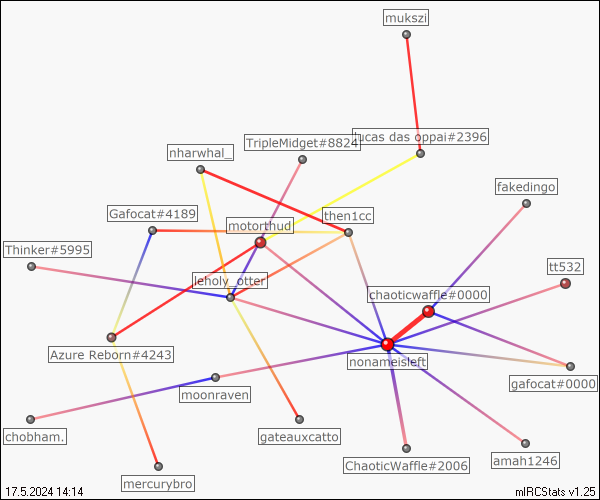 mukszi
lucas das oppai#2396
TripleMidget#8824
nharwhal_
fakedingo
Gafocat#4189
then1cc
motorthud
Thinker#5995
tt532
leholy_otter
chaoticwaffle#0000
Azure Reborn#4243
nonameisleft
gafocat#0000
moonraven
chobham.
gateauxcatto
amah1246
ChaoticWaffle#2006
mercurybro
17.5.2024 14:14
mIRCStats v1.25